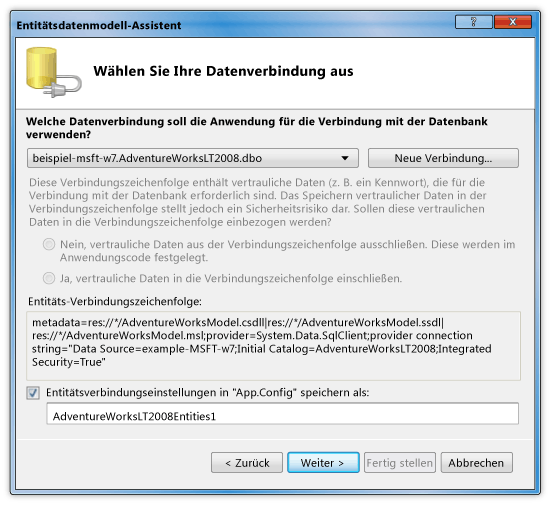 Entitätsdatenmodell-Assistent
Wählen Sie Ihre Datenverbindung aus
Welche Datenverbindung soll die Anwendung für die Verbindung mit der Datenbank
verwenden?
beispiel-msft-w7.AdventureWorksLT2008.dbo
Neue Verbindung...
Diese Verbindungszeichenfolge enthält vertrauliche Daten (z. B. ein Kennwort), die für die
Verbindung mit der Datenbank erforderlich sind. Das Speichern vertraulicher Daten in der
Verbindungszeichenfolge stellt jedoch ein Sicherheitsrisiko dar. Sollen diese vertraulichen
Daten in die Verbindungszeichenfolge einbezogen werden?
Nein, vertrauliche Daten aus der Verbindungszeichenfolge ausschließen. Diese werden im
Anwendungscode festgelegt.
Ja, vertrauliche Daten in die Verbindungszeichenfolge einschließen.
Entitäts-Verbindungszeichenfolge:
metadata=res://*/AdventureWorksModel.csdll|res://*/AdventureWorksModel.ssdl|
res://*/AdventureWorksModel.msl;provider=System.Data.SqlClient;provider connection
string="Data Source=example-MSFT-w7;Initial Catalog=AdventureWorksLT2008;Integrated
Security=True"
Entitätsverbindungseinstellungen in "App.Config" speichern als:
AdventureWorksLT2008Entities1
< Zurück
Weiter >
Fertig stellen
Abbrechen